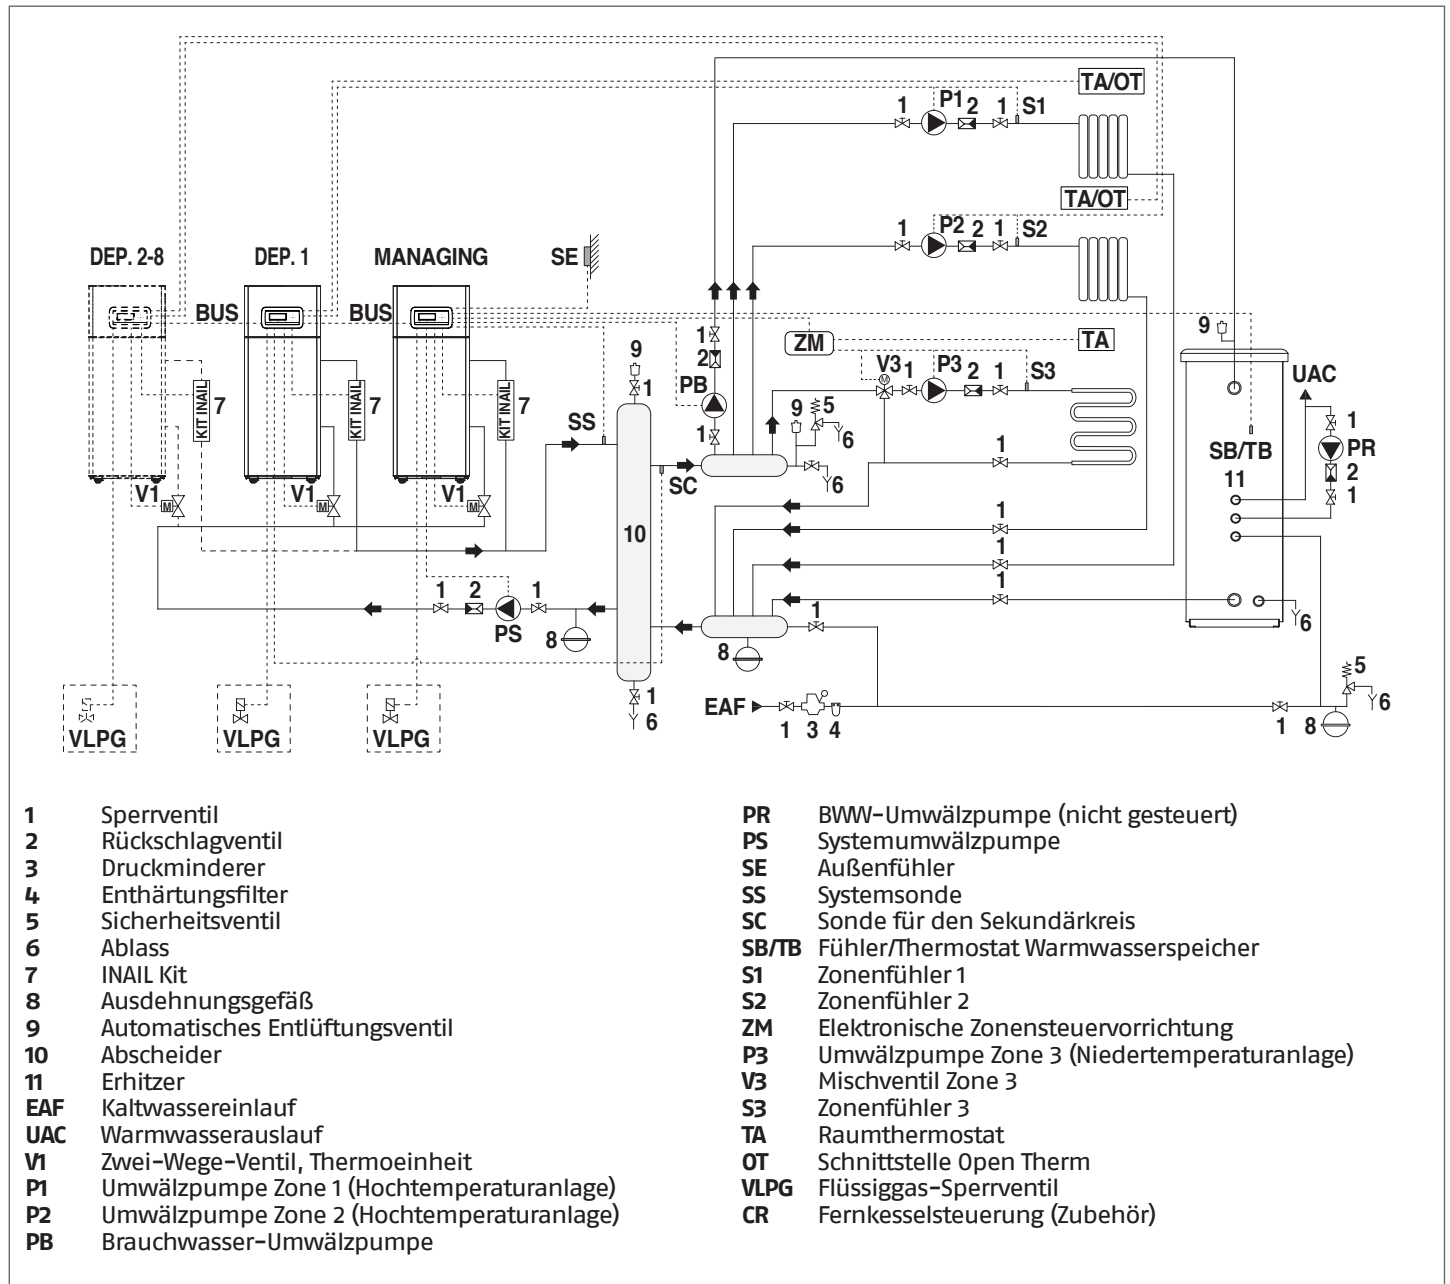 TA/OT
1
P1
2
1
S1
TA/OT
1
P2
2
1
S2
DEP. 2-8
DEP. 1
MANAGING
SE
BUS
BUS
9
1
2
PB
1
ZM
TA
V3
1
P3
2
1
S3
9
UAC
1
PR
2
1
SB/TB
11
KIT INAIL
7
KIT INAIL
7
KIT INAIL
7
SS
1
9
5
6
6
SC
1
V1
M
V1
M
V1
M
10
1
1
1
1
2
1
PS
8
8
1
6
5
6
VLPG
VLPG
VLPG
1
6
EAF
1
3
4
1
8
1 Sperrventil
2 Rückschlagventil
3 Druckminderer
4 Enthärtungsfilter
5 Sicherheitsventil
6 Ablass
7 INAIL Kit
8 Ausdehnungsgefäß
9 Automatisches Entlüftungsventil
10 Abscheider
11 Erhitzer
EAF Kaltwassereinlauf
UAC Warmwasserauslauf
V1 Zwei-Wege-Ventil, Thermoeinheit
P1 Umwälzpumpe Zone 1 (Hochtemperaturanlage)
P2 Umwälzpumpe Zone 2 (Hochtemperaturanlage)
PB Brauchwasser-Umwälzpumpe
PR BWW-Umwälzpumpe (nicht gesteuert)
PS Systemumwälzpumpe
SE Außenfühler
SS Systemsonde
SC Sonde für den Sekundärkreis
SB/TB Fühler/Thermostat Warmwasserspeicher
S1 Zonenfühler 1
S2 Zonenfühler 2
ZM Elektronische Zonensteuervorrichtung
P3 Umwälzpumpe Zone 3 (Niedertemperaturanlage)
V3 Mischventil Zone 3
S3 Zonenfühler 3
TA Raumthermostat
OT Schnittstelle Open Therm
VLPG Flüssiggas-Sperrventil
CR Fernkesselsteuerung (Zubehör)